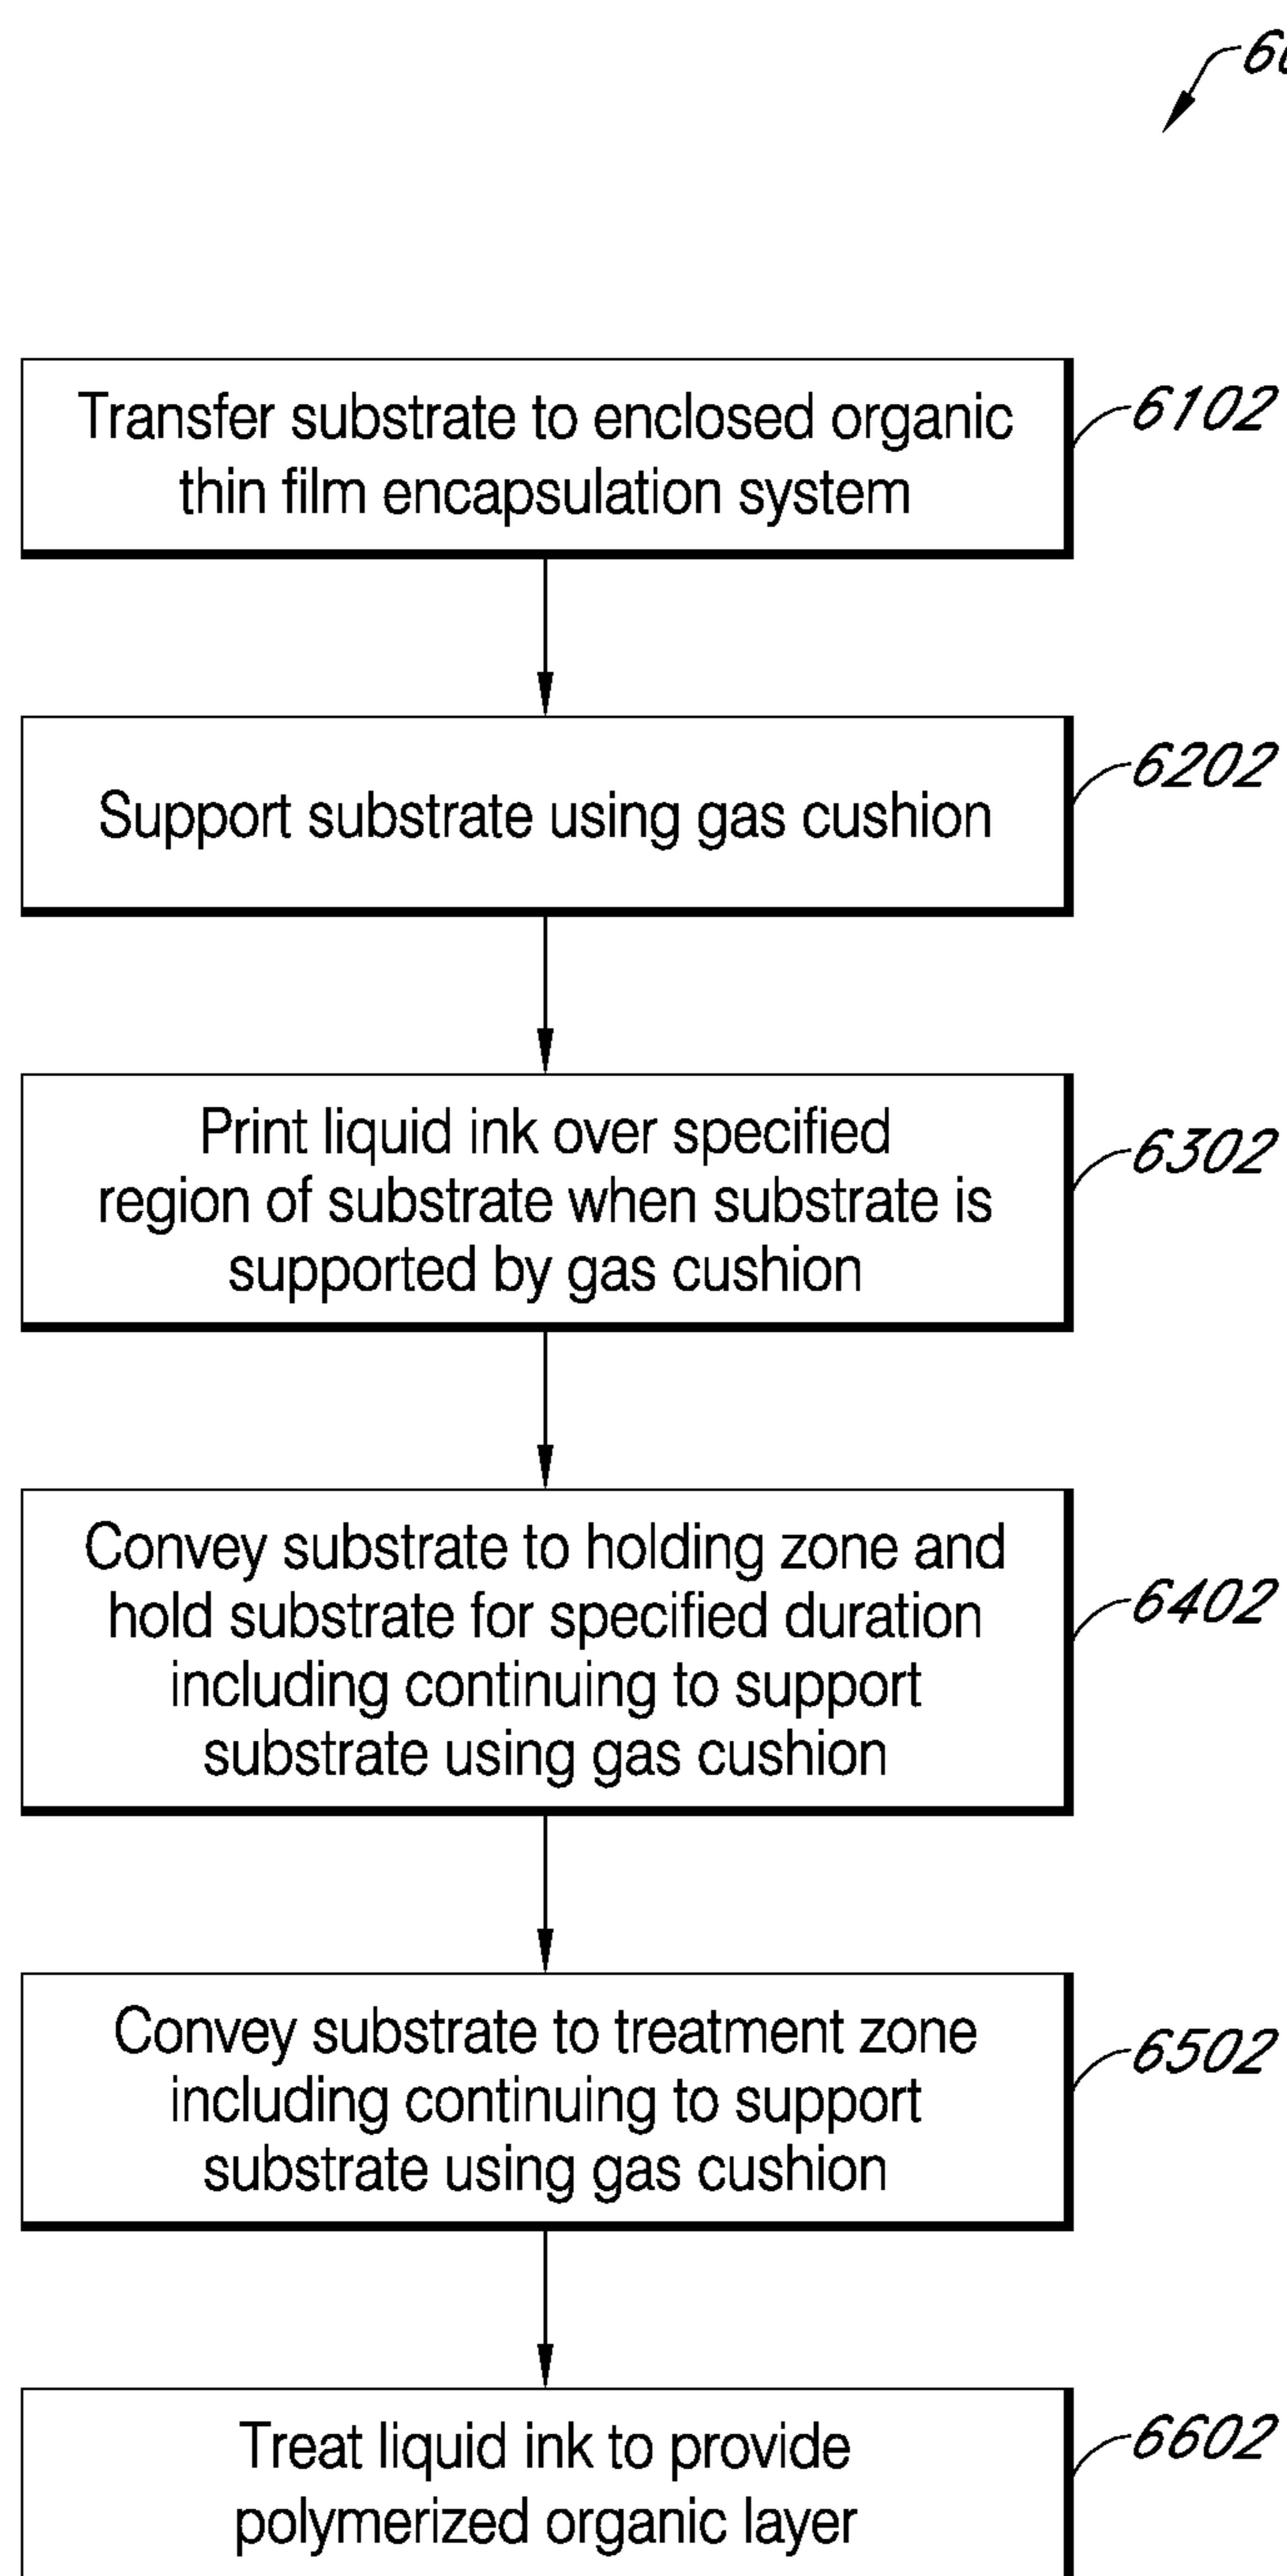 Transfer substrate to enclosed organic
thin film encapsulation system
6102
Support substrate using gas cushion
6202
Print liquid ink over specified
region of substrate when substrate is
supported by gas cushion
6302
Convey substrate to holding zone and
hold substrate for specified duration
including continuing to support
substrate using gas cushion
6402
Convey substrate to treatment zone
including continuing to support
substrate using gas cushion
6502
Treat liquid ink to provide
polymerized organic layer
6602